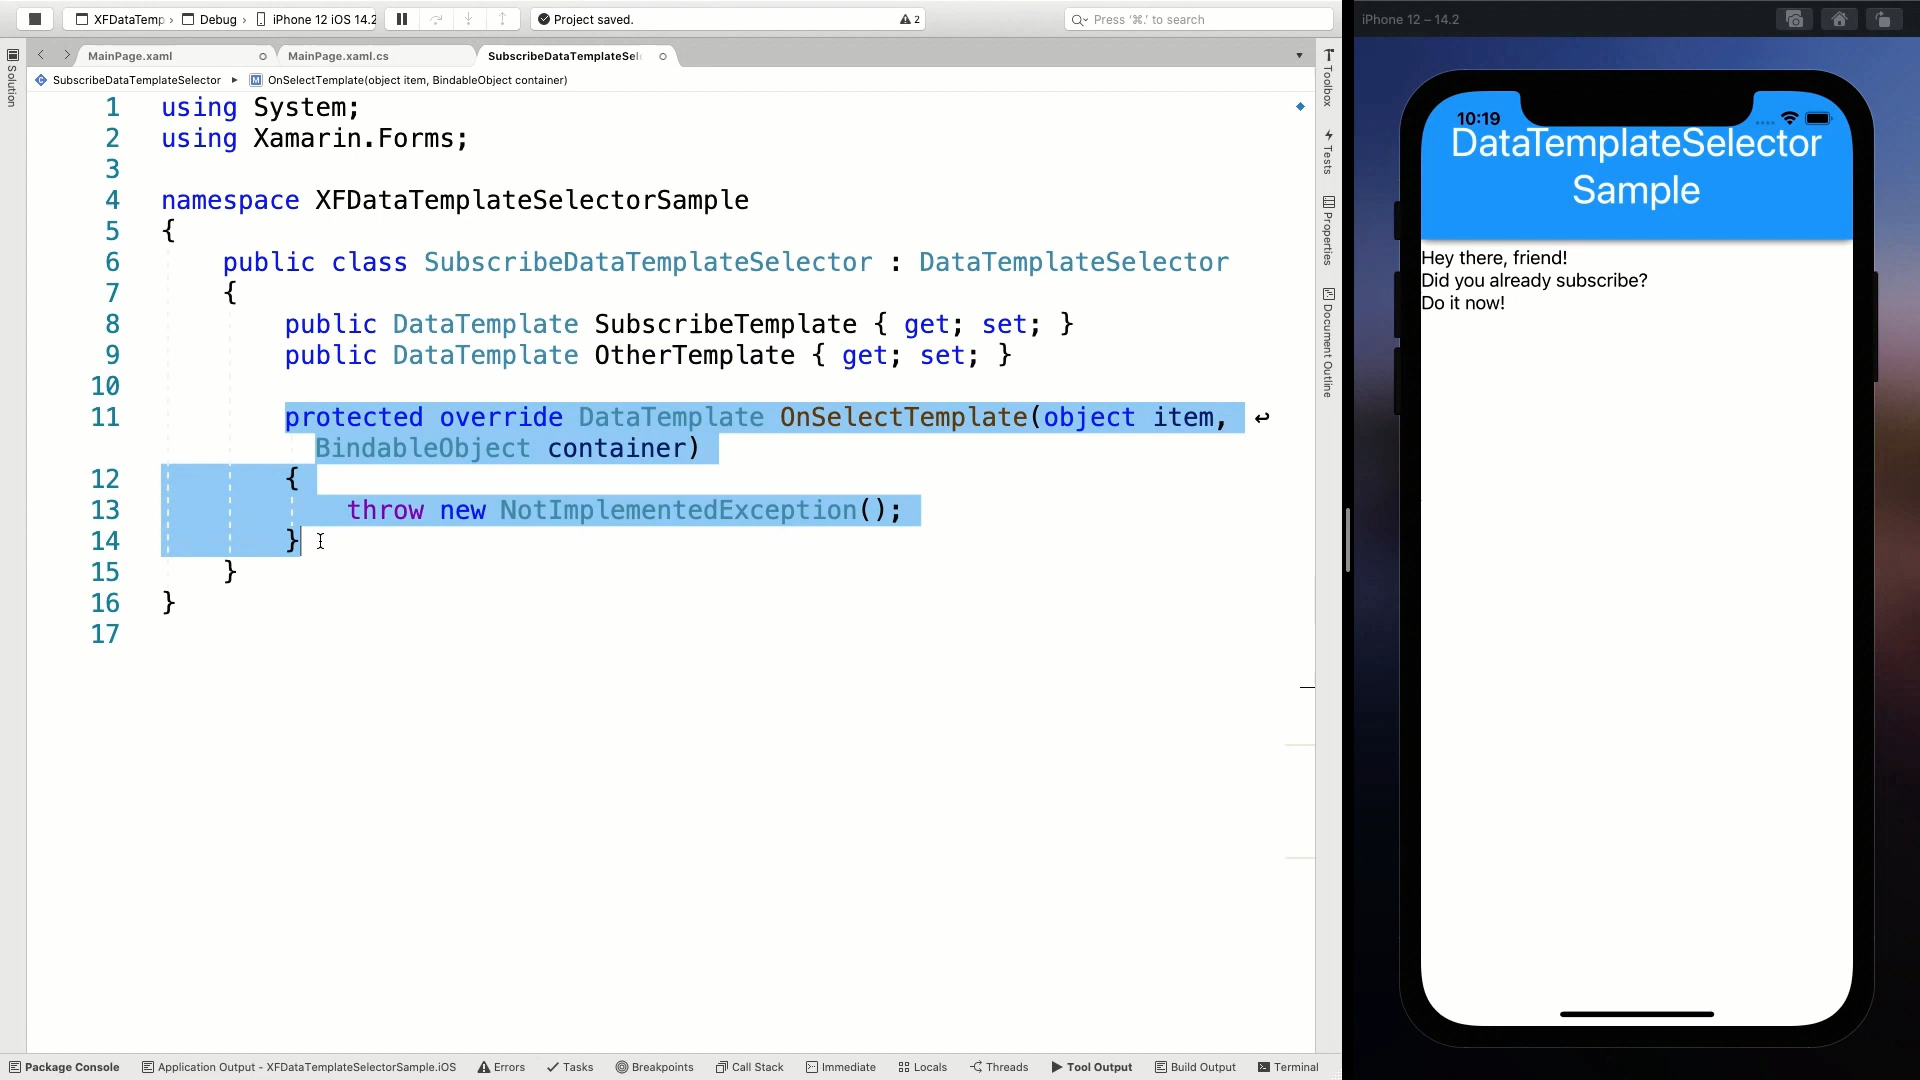 XFDataTemp › Debug › iPhone 12 iOS 14.2
Project saved.
2
Press '⌘.' to search
iPhone 12 – 14.2
MainPage.xaml
MainPage.xaml.cs
SubscribeDataTemplateSel
SubscribeDataTemplateSelector ▸ M OnSelectTemplate(object item, BindableObject container)
Solution
1 using System;
2 using Xamarin.Forms;
3
4 namespace XFDataTemplateSelectorSample
5 {
6 public class SubscribeDataTemplateSelector : DataTemplateSelector
7 {
8 public DataTemplate SubscribeTemplate { get; set; }
9 public DataTemplate OtherTemplate { get; set; }
10
11 protected override DataTemplate OnSelectTemplate(object item,
BindableObject container)
12 {
13 throw new NotImplementedException();
14 }
15 }
16 }
17
Toolbox
Tests
Properties
Document Outline
10:19
DataTemplateSelector
Sample
Hey there, friend!
Did you already subscribe?
Do it now!
Package Console
Application Output - XFDataTemplateSelectorSample.iOS
Errors
Tasks
Breakpoints
Call Stack
Immediate
Locals
Threads
Tool Output
Build Output
Terminal